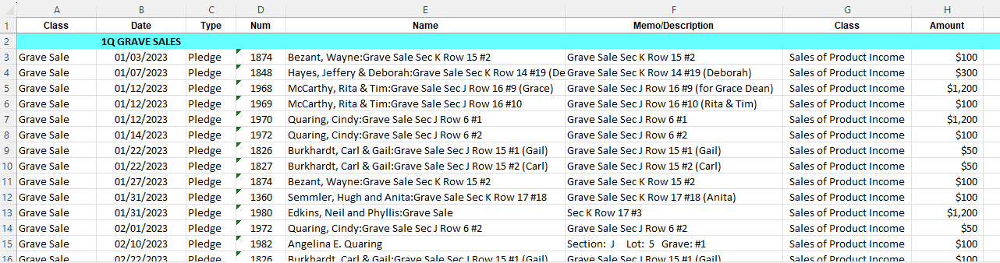 A B C D E F G H
1 Class Date Type Num Name Memo/Description Class Amount
2 1Q GRAVE SALES
3 Grave Sale 01/03/2023 Pledge 1874 Bezant, Wayne:Grave Sale Sec K Row 15 #2 Grave Sale Sec K Row 15 #2 Sales of Product Income $100
4 Grave Sale 01/07/2023 Pledge 1848 Hayes, Jeffery & Deborah:Grave Sale Sec K Row 14 #19 (De Grave Sale Sec K Row 14 #19 (Deborah) Sales of Product Income $300
5 Grave Sale 01/12/2023 Pledge 1968 McCarthy, Rita & Tim:Grave Sale Sec J Row 16 #9 (Grace) Grave Sale Sec J Row 16 #9 (for Grace Dean) Sales of Product Income $1,200
6 Grave Sale 01/12/2023 Pledge 1969 McCarthy, Rita & Tim:Grave Sale Sec J Row 16 #10 Grave Sale Sec J Row 16 #10 (Rita & Tim) Sales of Product Income $100
7 Grave Sale 01/12/2023 Pledge 1970 Quaring, Cindy:Grave Sale Sec J Row 6 #1 Grave Sale Sec J Row 6 #1 Sales of Product Income $1,200
8 Grave Sale 01/14/2023 Pledge 1972 Quaring, Cindy:Grave Sale Sec J Row 6 #2 Grave Sale Sec J Row 6 #2 Sales of Product Income $100
9 Grave Sale 01/22/2023 Pledge 1826 Burkhardt, Carl & Gail:Grave Sale Sec J Row 15 #1 (Gail) Grave Sale Sec J Row 15 #1 (Gail) Sales of Product Income $50
10 Grave Sale 01/22/2023 Pledge 1827 Burkhardt, Carl & Gail:Grave Sale Sec J Row 15 #2 (Carl) Grave Sale Sec J Row 15 #2 (Carl) Sales of Product Income $50
11 Grave Sale 01/27/2023 Pledge 1874 Bezant, Wayne:Grave Sale Sec K Row 15 #2 Grave Sale Sec K Row 15 #2 Sales of Product Income $100
12 Grave Sale 01/31/2023 Pledge 1360 Semmler, Hugh and Anita:Grave Sale Sec K Row 17 #18 Grave Sale Sec K Row 17 #18 (Anita) Sales of Product Income $100
13 Grave Sale 01/31/2023 Pledge 1980 Edkins, Neil and Phyllis:Grave Sale Sec K Row 17 #3 Sales of Product Income $1,200
14 Grave Sale 02/01/2023 Pledge 1972 Quaring, Cindy:Grave Sale Sec J Row 6 #2 Grave Sale Sec J Row 6 #2 Sales of Product Income $50
15 Grave Sale 02/10/2023 Pledge 1982 Angelina E. Quaring Section: J Lot: 5 Grave: #1 Sales of Product Income $100
16 Grave Sale 02/22/2023 Pledge 1826 Burkhardt, Carl & Gail:Grave Sale Sec J Row 15 #1 (Gail) Grave Sale Sec J Row 15 #1 (Gail) Sales of Product Income $100